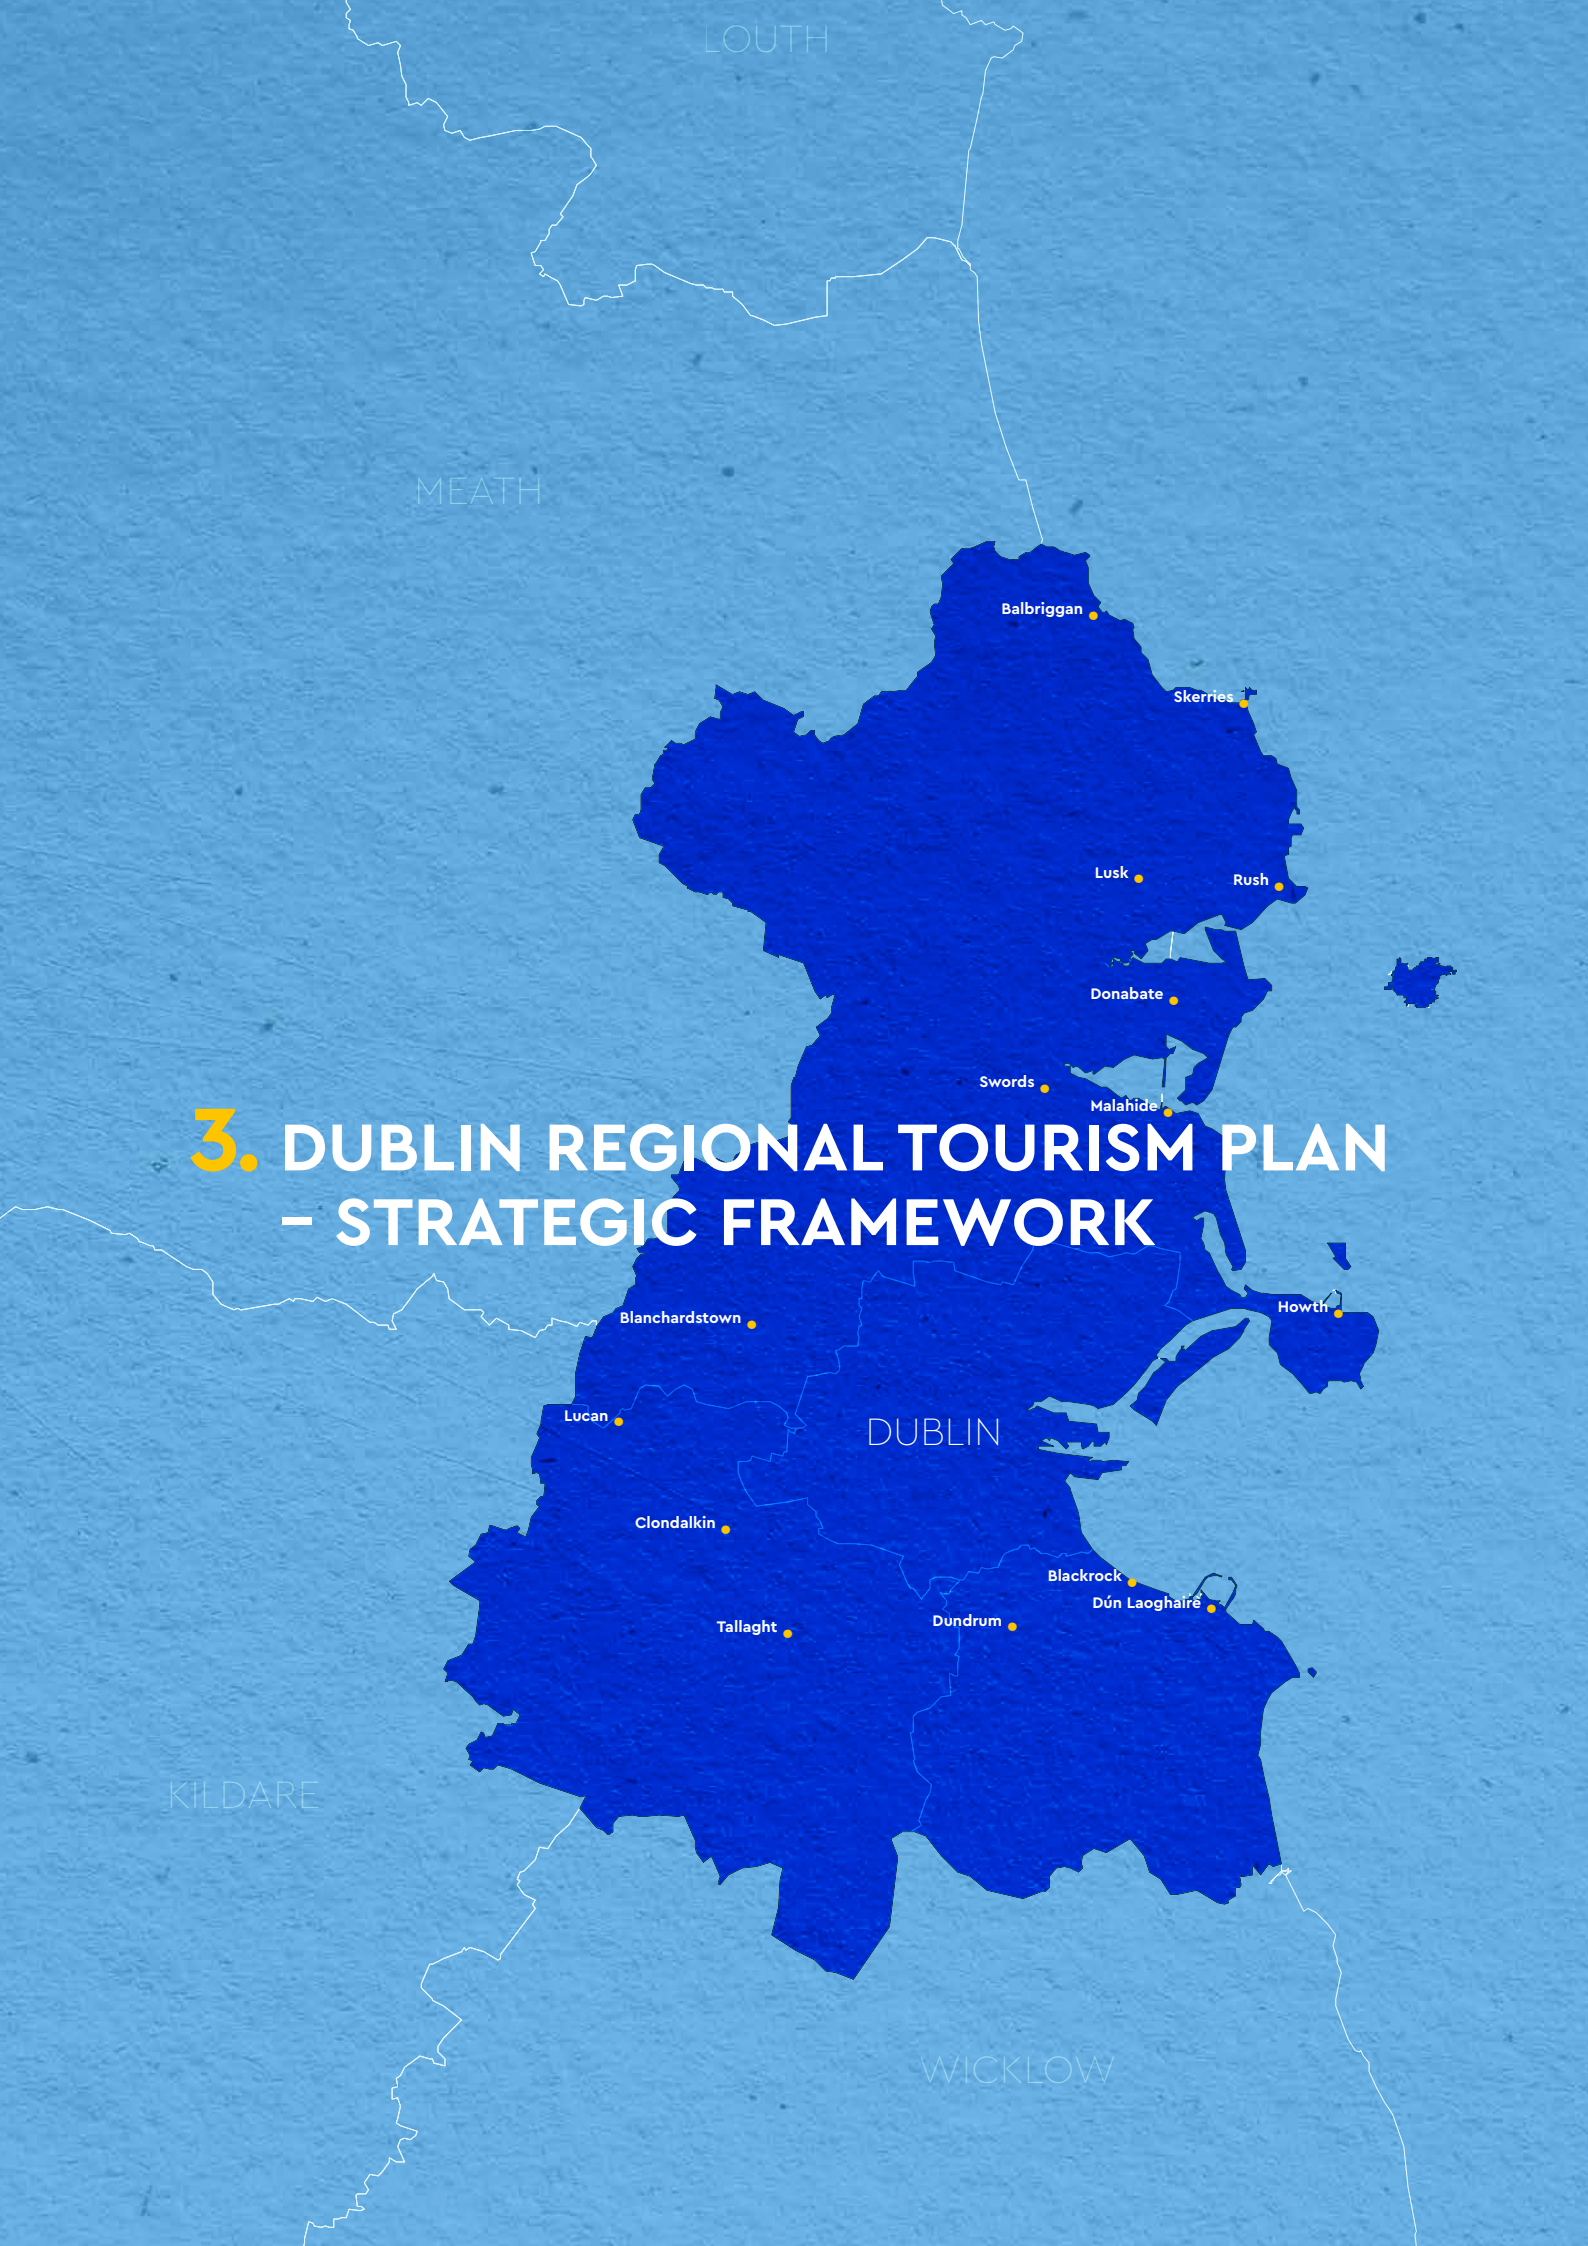 LOUTH
MEATH
Balbriggan
Skerries
Lusk
Rush
Donabate
Swords
Malahide
3. DUBLIN REGIONAL TOURISM PLAN
– STRATEGIC FRAMEWORK
Howth
Blanchardstown
Lucan
DUBLIN
Clondalkin
Blackrock
Dún Laoghaire
Dundrum
Tallaght
KILDARE
WICKLOW